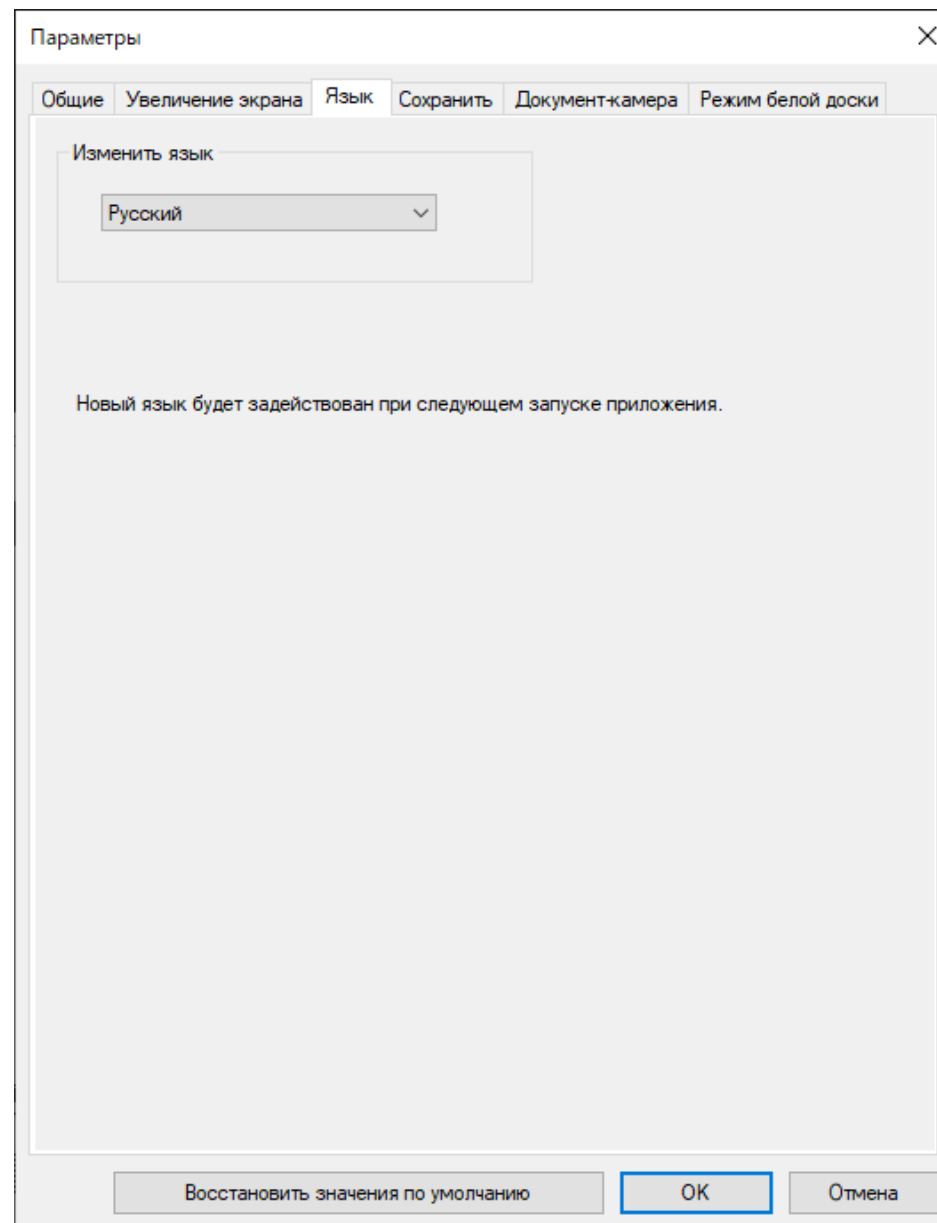 Параметры
Общие Увеличение экрана Язык Сохранить Документ-камера Режим белой доски
Изменить язык
Русский
Новый язык будет задействован при следующем запуске приложения.
Восстановить значения по умолчанию OK Отмена